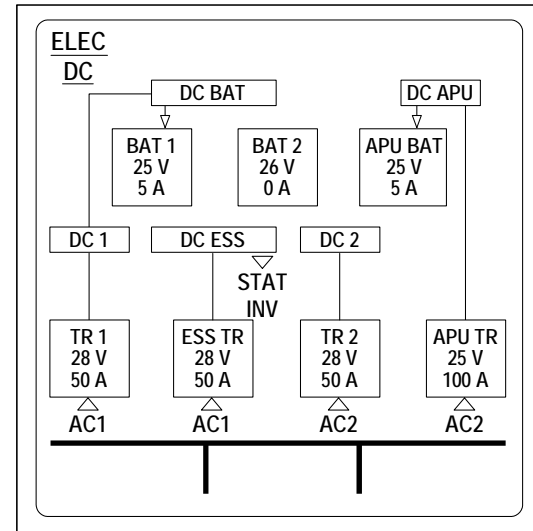 ELEC
DC
DC BAT
DC APU
BAT 1
25 V
5 A
BAT 2
26 V
0 A
APU BAT
25 V
5 A
DC 1
DC ESS
DC 2
STAT
INV
TR 1
28 V
50 A
ESS TR
28 V
50 A
TR 2
28 V
50 A
APU TR
25 V
100 A
AC1
AC1
AC2
AC2